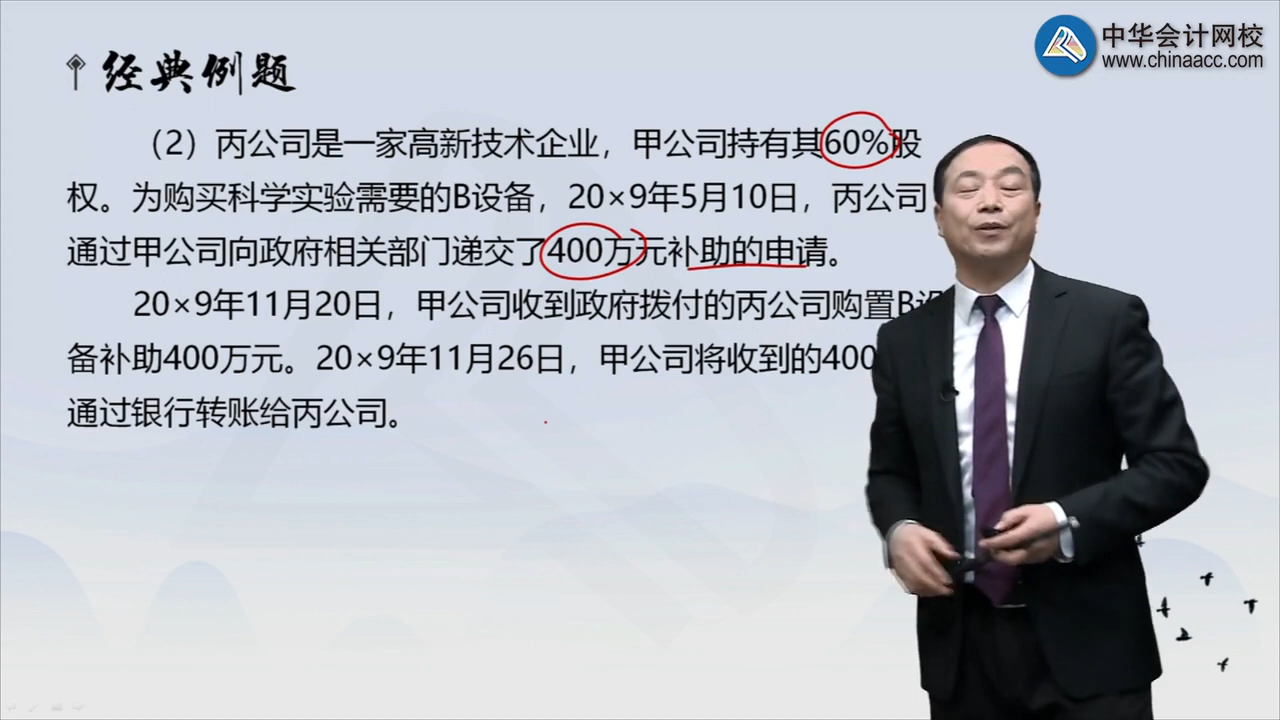 中华会计网校
www.chinaacc.com
经典例题
（2）丙公司是一家高新技术企业，甲公司持有其60%股
权。为购买科学实验需要的B设备，20×9年5月10日，丙公司
通过甲公司向政府相关部门递交了400万元补助的申请。
20×9年11月20日，甲公司收到政府拨付的丙公司购置B设
备补助400万元。20×9年11月26日，甲公司将收到的400
通过银行转账给丙公司。